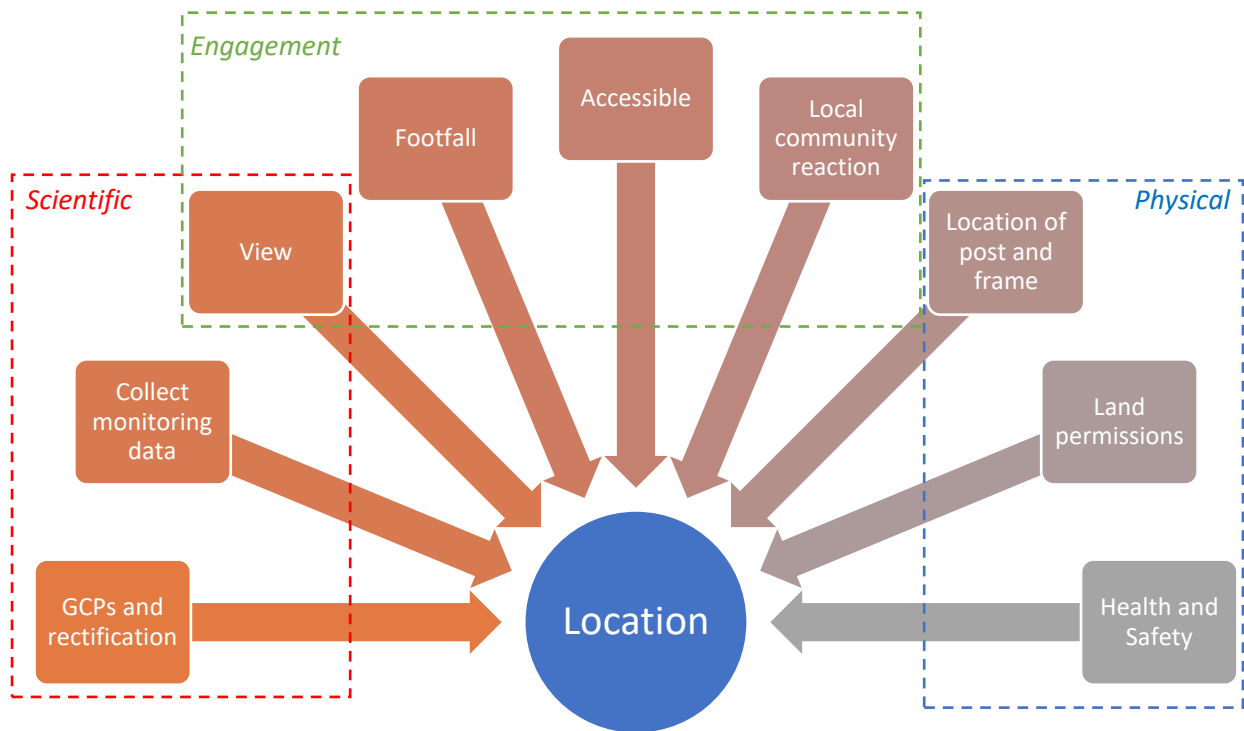 Engagement
Accessible
Footfall
Local
community
reaction
Scientific
Physical
View
Location of
post and
frame
Collect
monitoring
data
Land
permissions
GCPs and
rectification
Location
Health and
Safety